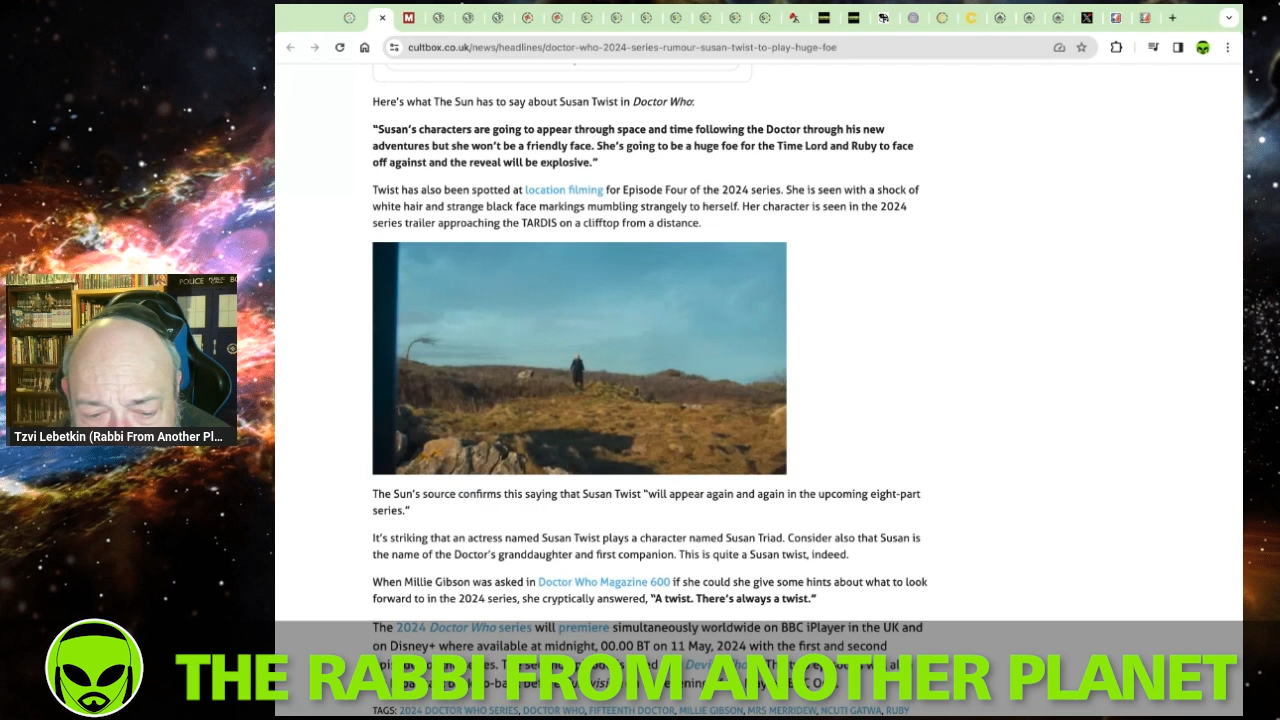 cultbox.co.uk/news/headlines/doctor-who-2024-series-rumour-susan-twist-to-play-huge-foe
Here's what The Sun has to say about Susan Twist in Doctor Who:
“Susan's characters are going to appear through space and time following the Doctor through his new
adventures but she won't be a friendly face. She's going to be a huge foe for the Time Lord and Ruby to face
off against and the reveal will be explosive.”
Twist has also been spotted at location filming for Episode Four of the 2024 series. She is seen with a shock of
white hair and strange black face markings mumbling strangely to herself. Her character is seen in the 2024
series trailer approaching the TARDIS on a clifftop from a distance.
POLICE PUBLIC CALL BO
Tzvi Lebetkin (Rabbi From Another Pl...
The Sun's source confirms this saying that Susan Twist “will appear again and again in the upcoming eight-part
series.”
It's striking that an actress named Susan Twist plays a character named Susan Triad. Consider also that Susan is
the name of the Doctor's granddaughter and first companion. This is quite a Susan twist, indeed.
When Millie Gibson was asked in Doctor Who Magazine 600 if she could she give some hints about what to look
forward to in the 2024 series, she cryptically answered, “A twist. There's always a twist.”
The 2024 Doctor Who series will premiere simultaneously worldwide on BBC iPlayer in the UK and
on Disney+ where available at midnight, 00.00 BT on 11 May, 2024 with the first and second
THE RABBI FROM ANOTHER PLANET
TAGS: 2024 DOCTOR WHO SERIES, DOCTOR WHO, FIFTEENTH DOCTOR, MILLIE GIBSON, MRS MERRIDEW, NCUTI GATWA, RUBY